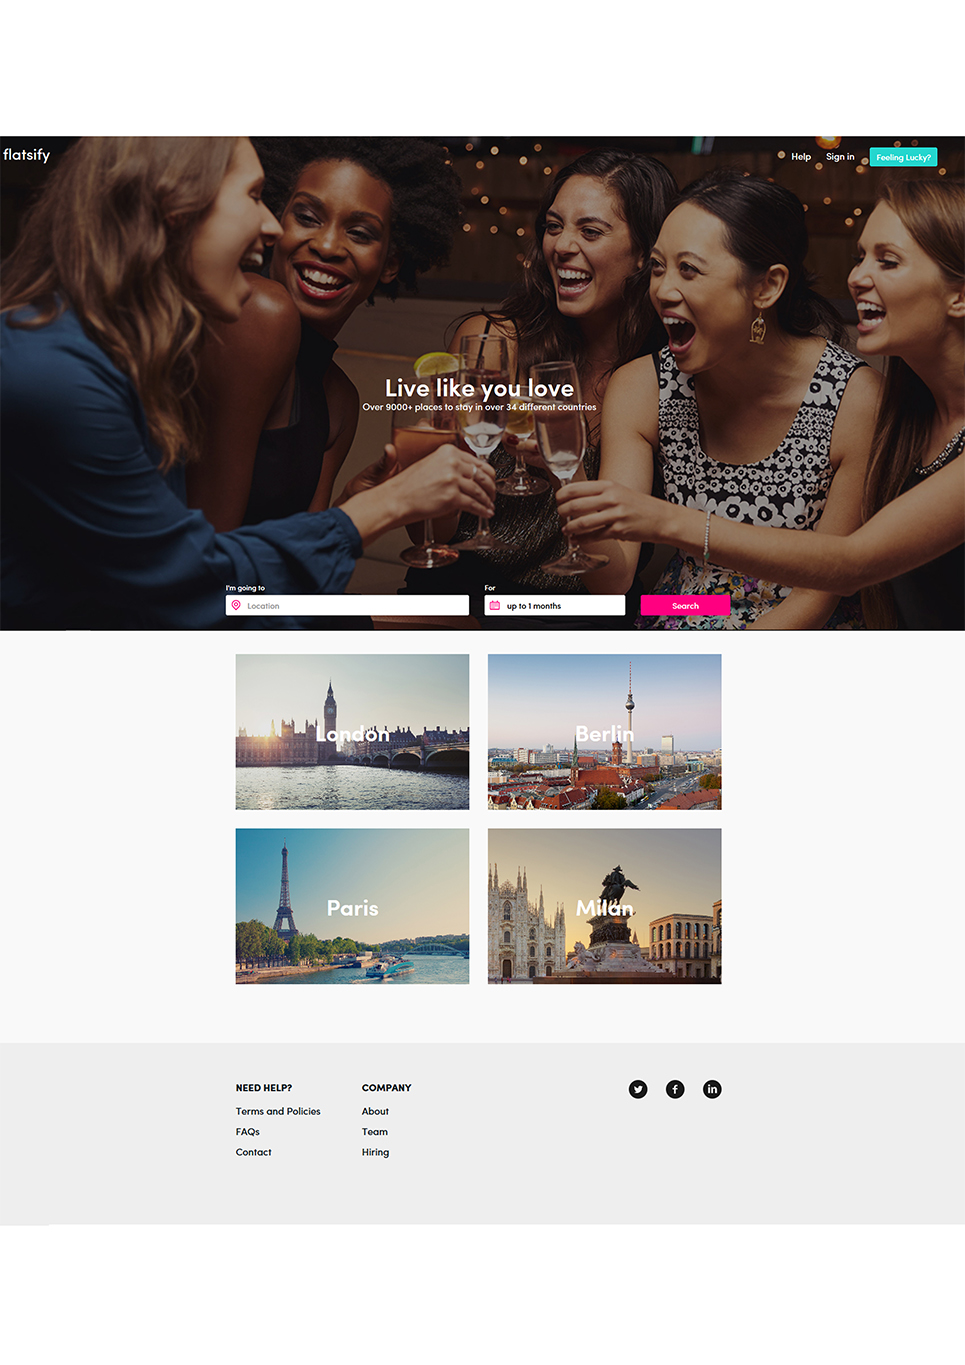 flatsify
Help Sign in Feeling Lucky?
Live like you love
Over 9000+ places to stay in over 34 different countries
I'm going to
For
Location
up to 1 months
Search
London
Berlin
Paris
Milan
NEED HELP?
Terms and Policies
FAQs
Contact
COMPANY
About
Team
Hiring